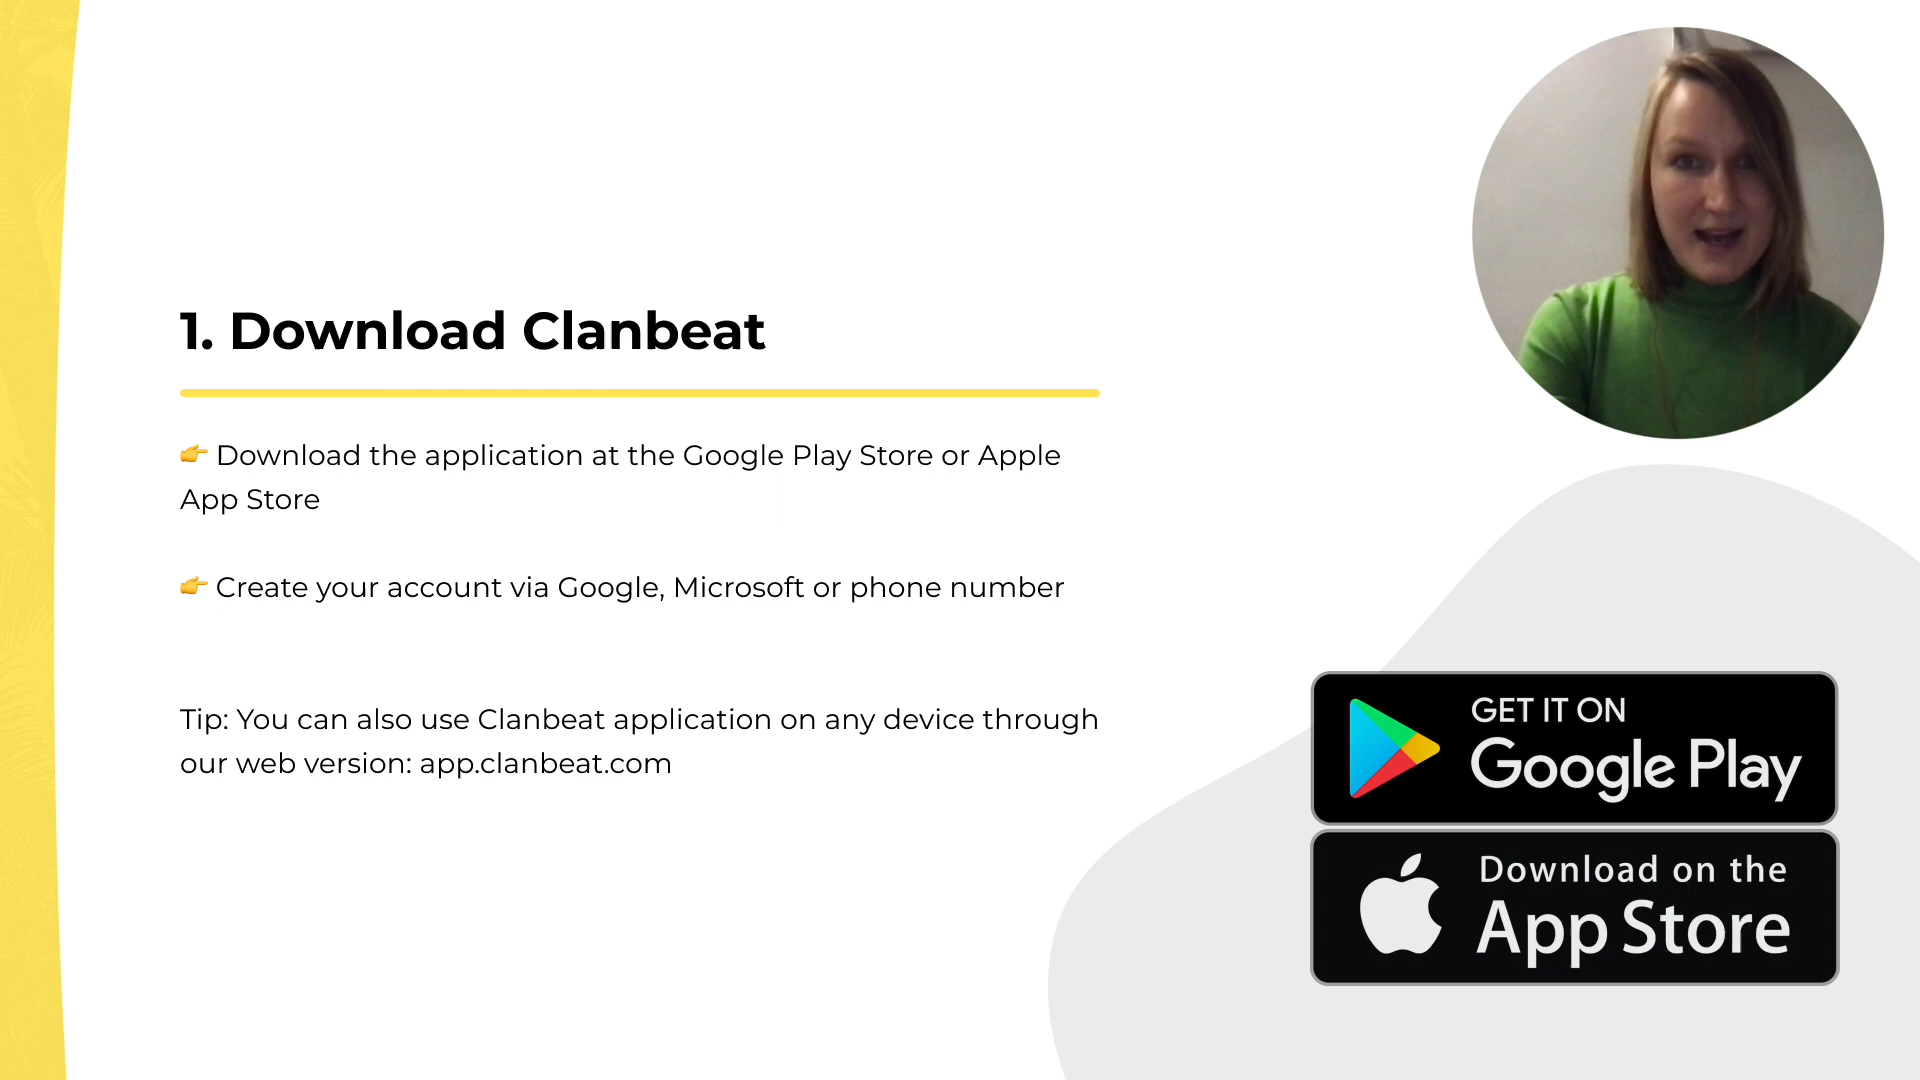 1. Download Clanbeat
👉 Download the application at the Google Play Store or Apple
App Store
👉 Create your account via Google, Microsoft or phone number
Tip: You can also use Clanbeat application on any device through
our web version: app.clanbeat.com
GET IT ON
Google Play
Download on the
App Store